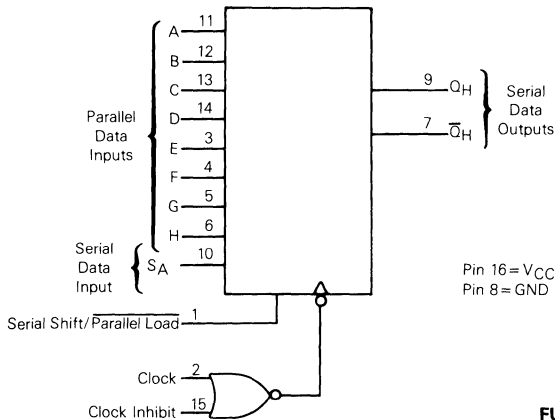 Parallel
Data
Inputs
A 11
B 12
C 13
D 14
E 3
F 4
G 5
H 6
Serial
Data
Input
SA 10
Serial Shift/Parallel Load 1
Clock 2
Clock Inhibit 15
9 QH
7 Q̅H
Serial
Data
Outputs
Pin 16 = VCC
Pin 8 = GND